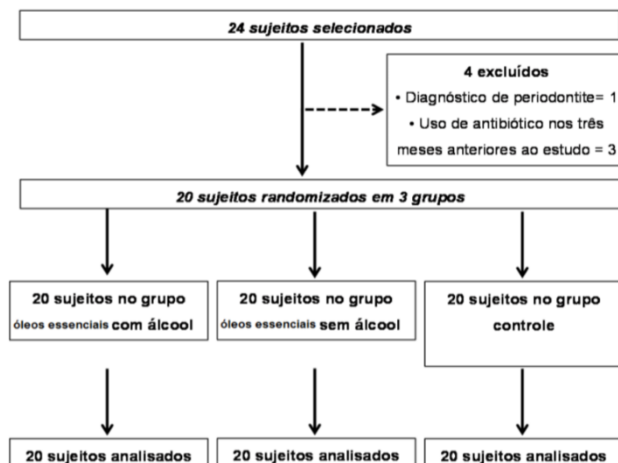 24 sujeitos selecionados
4 excluídos
• Diagnóstico de periodontite= 1
• Uso de antibiótico nos três
meses anteriores ao estudo = 3
20 sujeitos randomizados em 3 grupos
20 sujeitos no grupo
óleos essenciais com álcool
20 sujeitos no grupo
óleos essenciais sem álcool
20 sujeitos no grupo
controle
20 sujeitos analisados
20 sujeitos analisados
20 sujeitos analisados